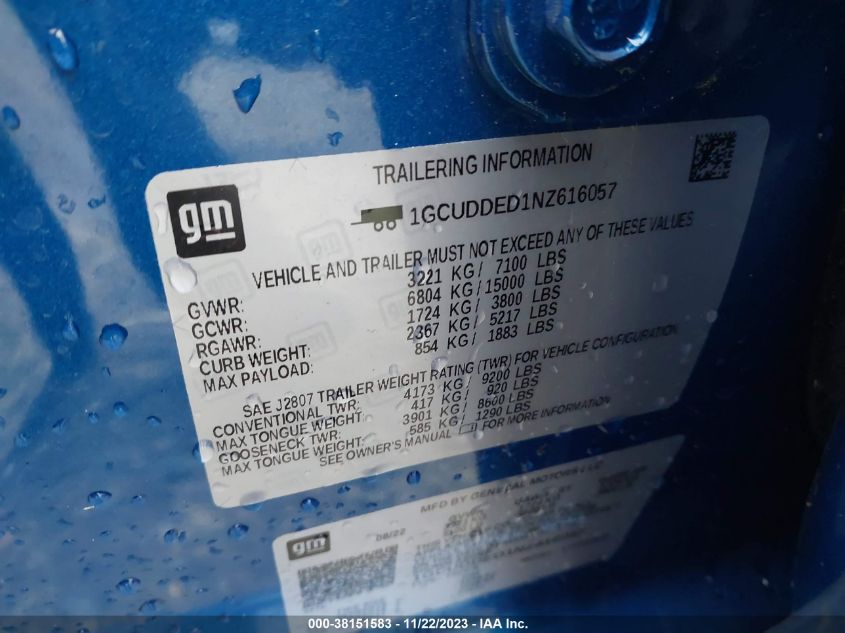 gm
TRAILERING INFORMATION
1GCUDDED1NZ616057
VEHICLE AND TRAILER MUST NOT EXCEED ANY OF THESE VALUES
GVWR: 3221 KG/ 7100 LBS
GCWR: 6804 KG/15000 LBS
RGAWR: 1724 KG/ 3800 LBS
CURB WEIGHT: 2367 KG/ 5217 LBS
MAX PAYLOAD: 854 KG/ 1883 LBS
SAE J2807 TRAILER WEIGHT RATING (TWR) FOR VEHICLE CONFIGURATION
CONVENTIONAL TWR: 4173 KG/ 9200 LBS
MAX TONGUE WEIGHT: 417 KG/ 920 LBS
GOOSENECK TWR: 3901 KG/ 8600 LBS
MAX TONGUE WEIGHT: 585 KG/ 1290 LBS
SEE OWNER'S MANUAL FOR MORE INFORMATION
gm
MFD BY GENERAL MOTORS LLC
08/22
000-38151583 - 11/22/2023 - IAA Inc.